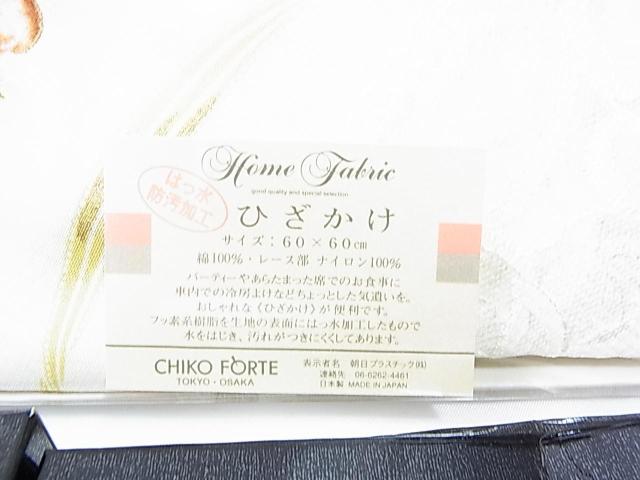 Home Fabric
good quality and special selection
はっ水
防汚加工
ひざかけ
サイズ：60×60㎝
綿100%・レース部 ナイロン100%
パーティーやあらたまった席でのお食事に
車内での冷房よけなどちょっとした気遣いを。
おしゃれな〈ひざかけ〉が便利です。
フッ素系樹脂を生地の表面にはっ水加工したもので
水をはじき、汚れがつきにくくしてあります。
CHIKO FORTE
TOKYO・OSAKA
表示者名 朝日プラスチック㈱
連絡先 06-6262-4461
日本製 MADE IN JAPAN